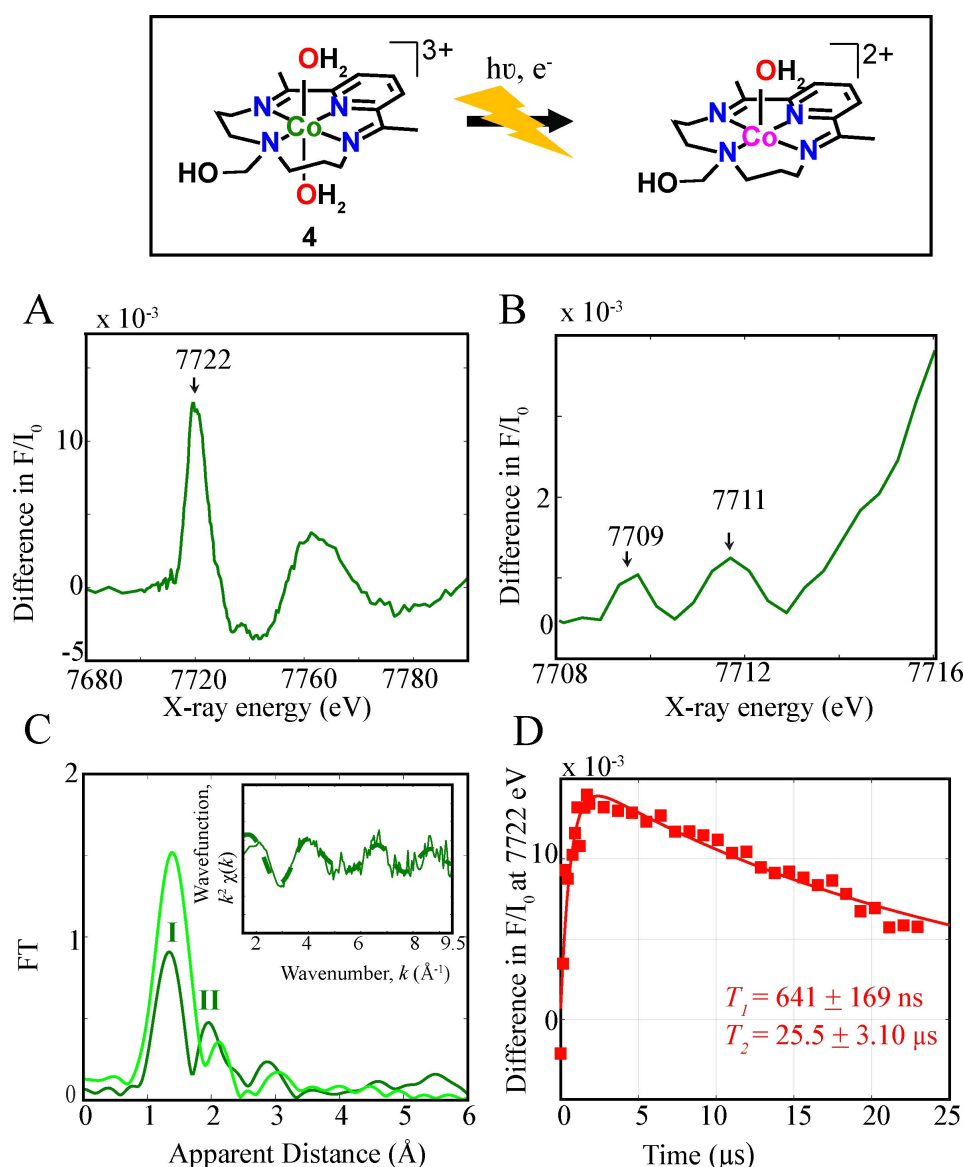 OH2
3+
hυ, e-
OH2
2+
N
N
Co
N
N
HO
OH2
4
N
N
Co
N
N
HO
A
x 10-3
7722
10
0
-5
Difference in F/I0
7680
7720
7760
7780
X-ray energy (eV)
B
x 10-3
7709
7711
2
0
Difference in F/I0
7708
7712
7716
X-ray energy (eV)
C
2
1
0
FT
I
II
Wavefunction,
k2 χ(k)
2
4
6
8
9.5
Wavenumber, k (Å-1)
0
1
2
3
4
5
6
Apparent Distance (Å)
D
x 10-3
10
0
Difference in F/I0 at 7722 eV
T1 = 641 ± 169 ns
T2 = 25.5 ± 3.10 μs
0
5
10
15
20
25
Time (μs)